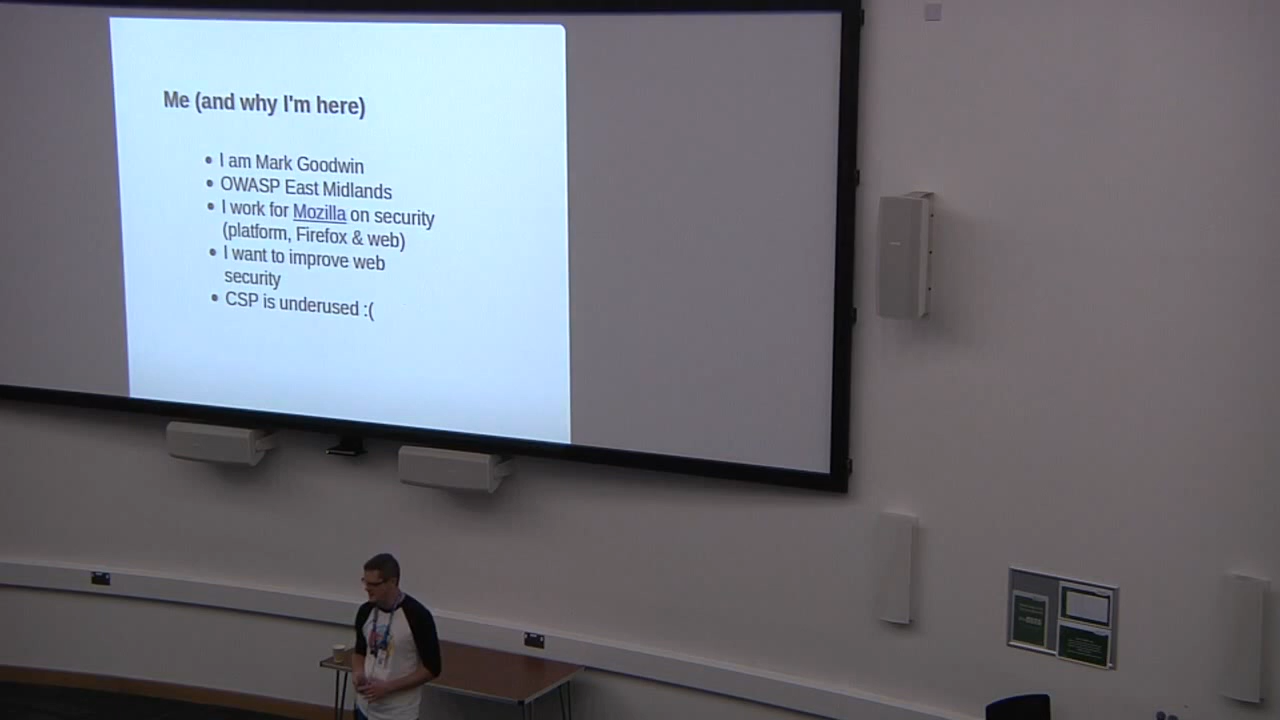 Me (and why I'm here)
• I am Mark Goodwin
• OWASP East Midlands
• I work for Mozilla on security
(platform, Firefox & web)
• I want to improve web
security
• CSP is underused :(